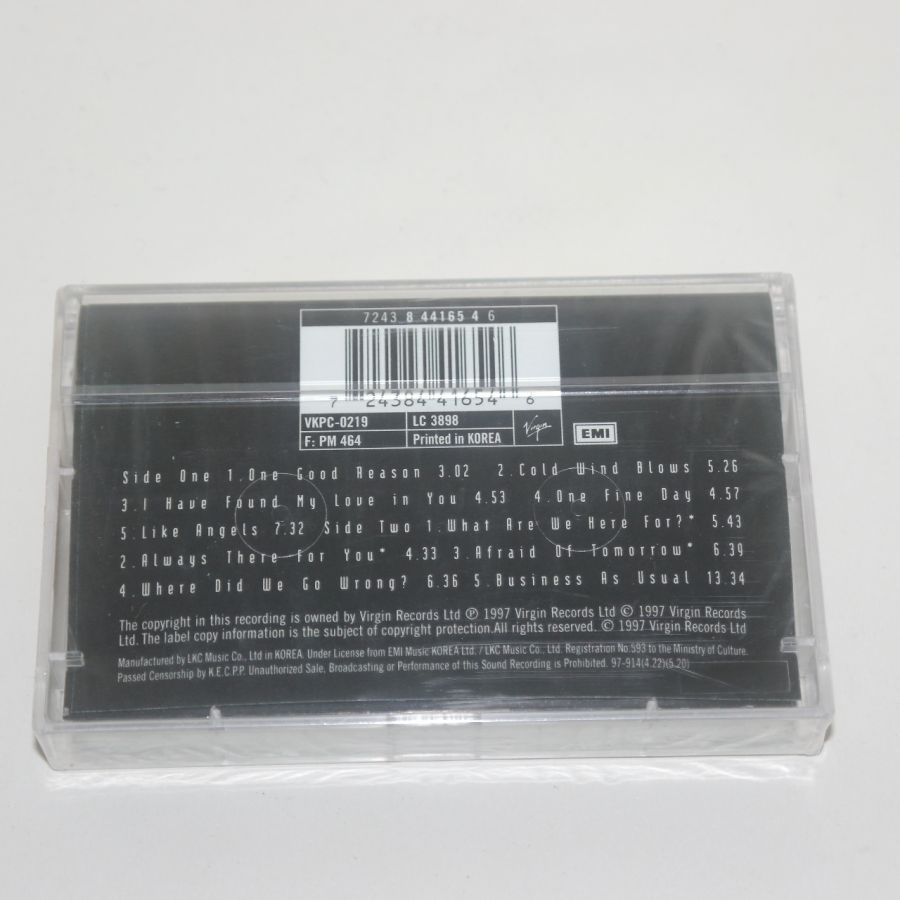 7243 8 44165 4 6
7 24384 41654 6
VKPC-0219 LC 3898 Virgin EMI
F: PM 464 Printed in KOREA
Side One 1.One Good Reason 3.02 2.Cold Wind Blows 5.26
3.I Have Found My Love in You 4.53 4.One Fine Day 4.57
5.Like Angels 7.32 Side Two 1.What Are We Here For?* 5.43
2.Always There For You* 4.33 3.Afraid Of Tomorrow* 6.39
4.Where Did We Go Wrong? 6.36 5.Business As Usual 13.34
The copyright in this recording is owned by Virgin Records Ltd ℗ 1997 Virgin Records Ltd © 1997 Virgin Records
Ltd. The label copy information is the subject of copyright protection.All rights reserved. © 1997 Virgin Records Ltd
Manufactured by LKC Music Co., Ltd in KOREA. Under License from EMI Music KOREA Ltd. / LKC Music Co., Ltd. Registration No.593 to the Ministry of Culture.
Passed Censorship by K.E.C.P.P. Unauthorized Sale, Broadcasting or Performance of this Sound Recording is Prohibited. 97-914(4.22)(5.20)